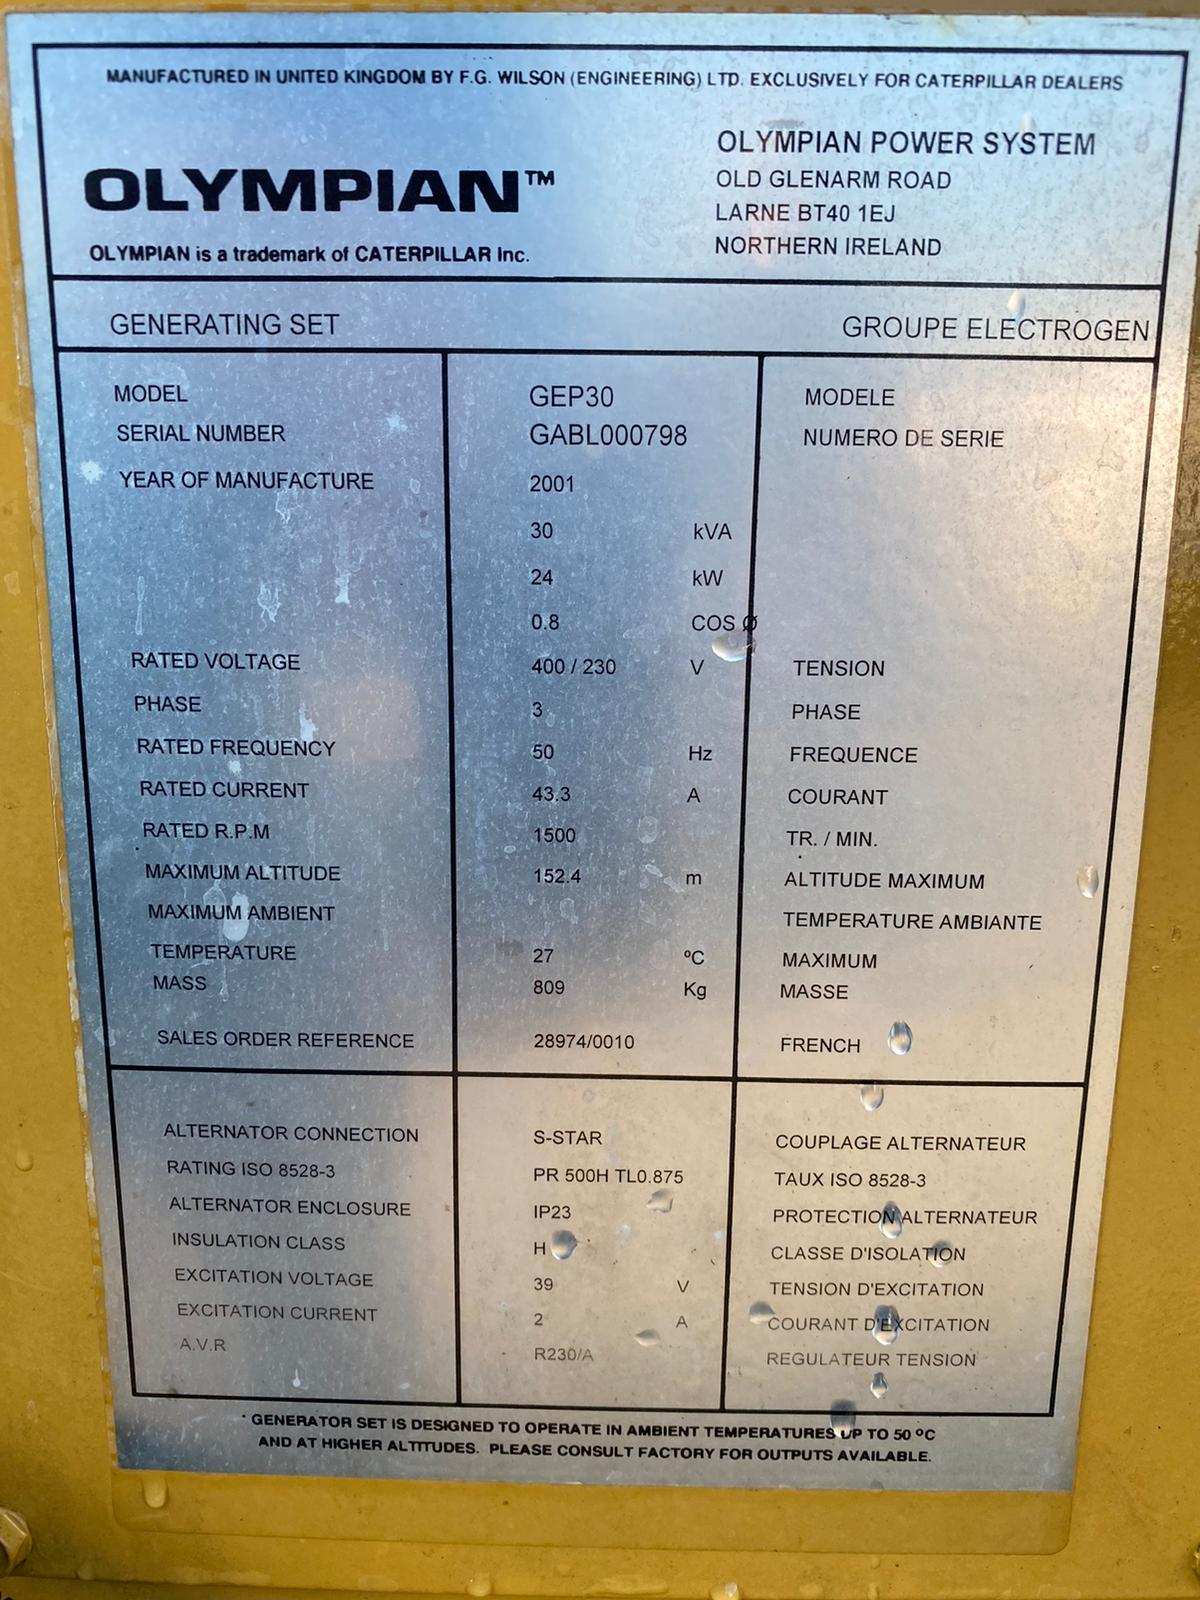 MANUFACTURED IN UNITED KINGDOM BY F.G. WILSON (ENGINEERING) LTD. EXCLUSIVELY FOR CATERPILLAR DEALERS
OLYMPIAN™
OLYMPIAN is a trademark of CATERPILLAR Inc.
OLYMPIAN POWER SYSTEM
OLD GLENARM ROAD
LARNE BT40 1EJ
NORTHERN IRELAND
GENERATING SET GROUPE ELECTROGEN
MODEL GEP30 MODELE
SERIAL NUMBER GABL000798 NUMERO DE SERIE
YEAR OF MANUFACTURE 2001
30 kVA
24 kW
0.8 COS Ø
RATED VOLTAGE 400 / 230 V TENSION
PHASE 3 PHASE
RATED FREQUENCY 50 Hz FREQUENCE
RATED CURRENT 43.3 A COURANT
RATED R.P.M 1500 TR. / MIN.
MAXIMUM ALTITUDE 152.4 m ALTITUDE MAXIMUM
MAXIMUM AMBIENT TEMPERATURE AMBIANTE
TEMPERATURE 27 ºC MAXIMUM
MASS 809 Kg MASSE
SALES ORDER REFERENCE 28974/0010 FRENCH
ALTERNATOR CONNECTION S-STAR COUPLAGE ALTERNATEUR
RATING ISO 8528-3 PR 500H TL0.875 TAUX ISO 8528-3
ALTERNATOR ENCLOSURE IP23 PROTECTION ALTERNATEUR
INSULATION CLASS H CLASSE D'ISOLATION
EXCITATION VOLTAGE 39 V TENSION D'EXCITATION
EXCITATION CURRENT 2 A COURANT D'EXCITATION
A.V.R R230/A REGULATEUR TENSION
GENERATOR SET IS DESIGNED TO OPERATE IN AMBIENT TEMPERATURES UP TO 50 ºC
AND AT HIGHER ALTITUDES. PLEASE CONSULT FACTORY FOR OUTPUTS AVAILABLE.